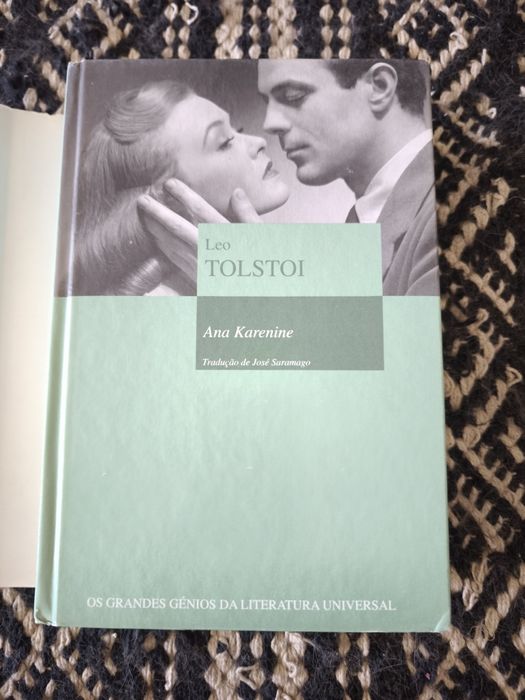 Leo
TOLSTOI
Ana Karenine
Tradução de José Saramago
OS GRANDES GÉNIOS DA LITERATURA UNIVERSAL